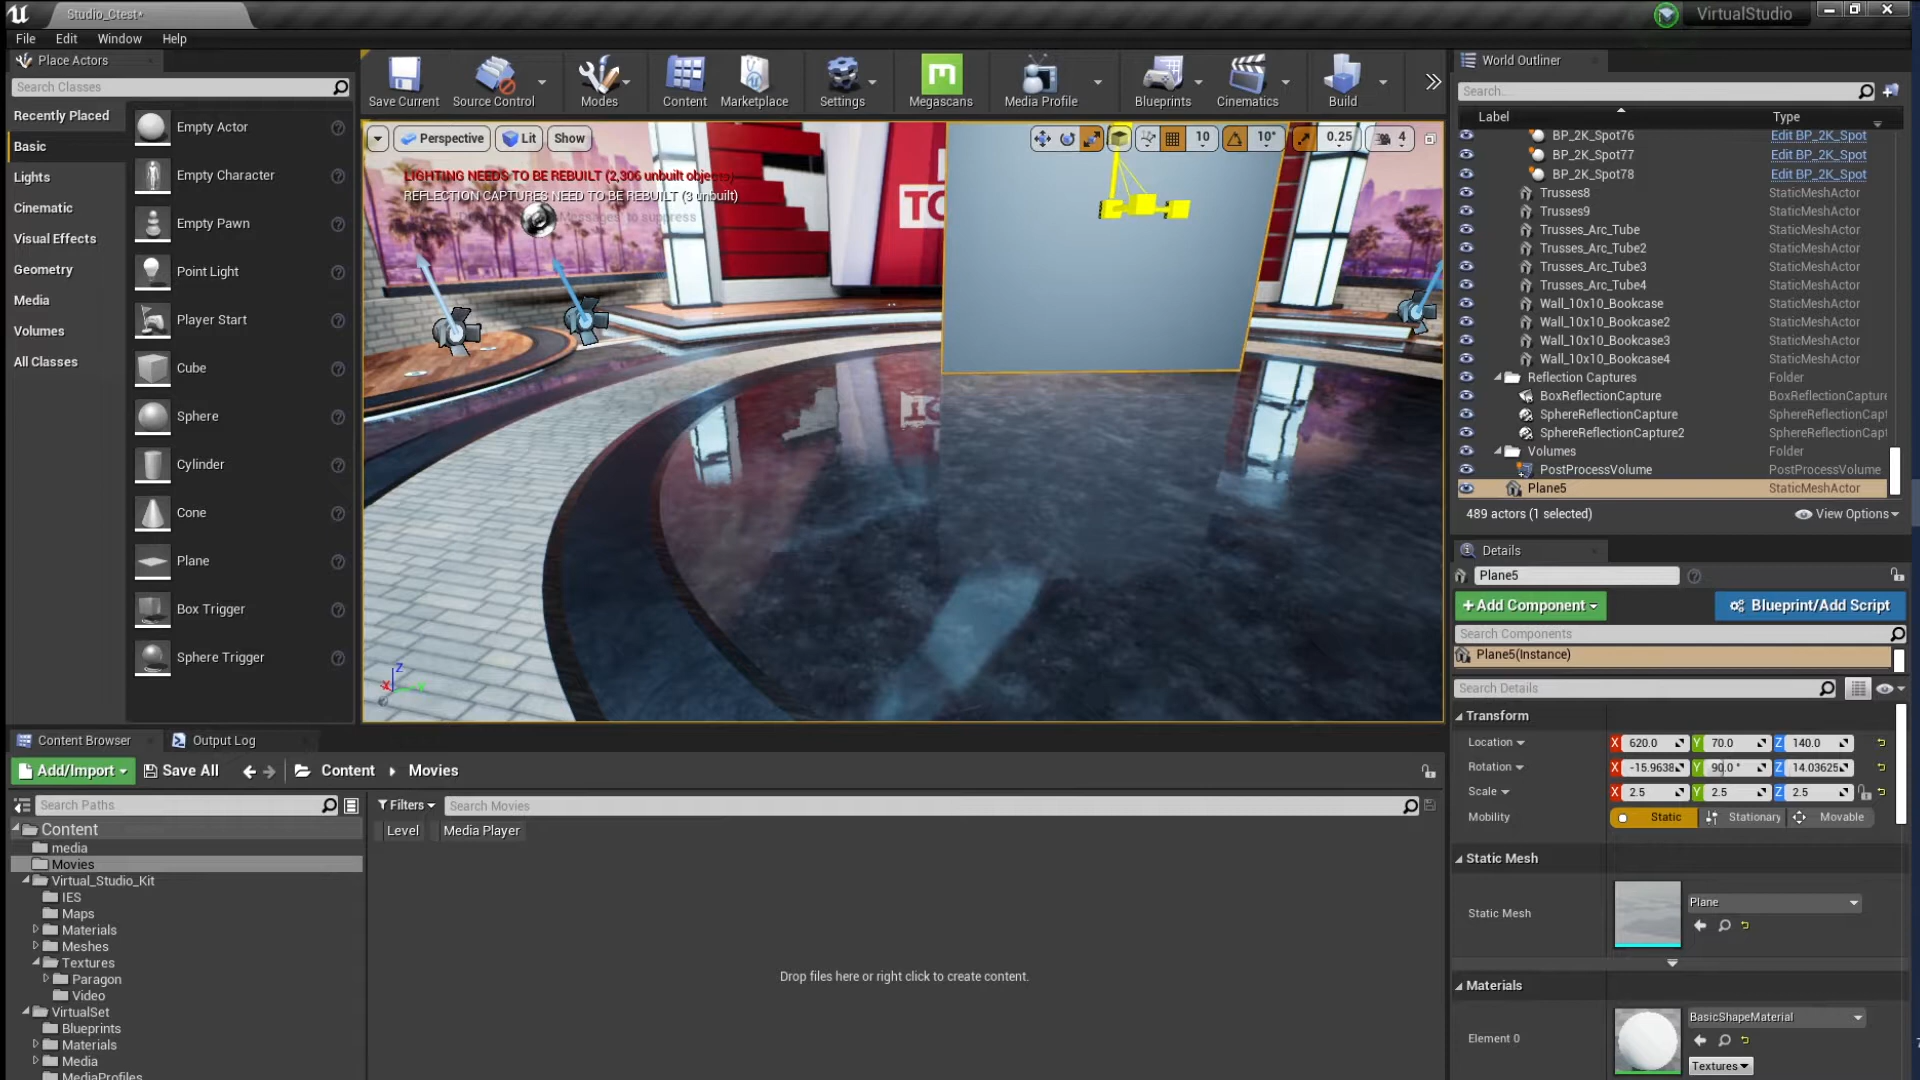 Studio_Ctest*
VirtualStudio
File
Edit
Window
Help
Place Actors
Search Classes
Recently Placed
Basic
Lights
Cinematic
Visual Effects
Geometry
Media
Volumes
All Classes
Empty Actor
Empty Character
Empty Pawn
Point Light
Player Start
Cube
Sphere
Cylinder
Cone
Plane
Box Trigger
Sphere Trigger
Save Current
Source Control
Modes
Content
Marketplace
Settings
Megascans
Media Profile
Blueprints
Cinematics
Build
Perspective
Lit
Show
10
10°
0.25
4
LIGHTING NEEDS TO BE REBUILT (2,306 unbuilt objects)
REFLECTION CAPTURES NEED TO BE REBUILT (3 unbuilt)
Messages' to suppress
TO
World Outliner
Search...
Label
Type
BP_2K_Spot76
Edit BP_2K_Spot
BP_2K_Spot77
Edit BP_2K_Spot
BP_2K_Spot78
Edit BP_2K_Spot
Trusses8
StaticMeshActor
Trusses9
StaticMeshActor
Trusses_Arc_Tube
StaticMeshActor
Trusses_Arc_Tube2
StaticMeshActor
Trusses_Arc_Tube3
StaticMeshActor
Trusses_Arc_Tube4
StaticMeshActor
Wall_10x10_Bookcase
StaticMeshActor
Wall_10x10_Bookcase2
StaticMeshActor
Wall_10x10_Bookcase3
StaticMeshActor
Wall_10x10_Bookcase4
StaticMeshActor
Reflection Captures
Folder
BoxReflectionCapture
BoxReflectionCapture
SphereReflectionCapture
SphereReflectionCapt
SphereReflectionCapture2
SphereReflectionCapt
Volumes
Folder
PostProcessVolume
PostProcessVolume
Plane5
StaticMeshActor
489 actors (1 selected)
View Options
Details
Plane5
+Add Component
Blueprint/Add Script
Search Components
Plane5(Instance)
Search Details
Transform
Location
X 620.0
Y 70.0
Z 140.0
Rotation
X -15.9638
Y 90.0 °
Z 14.03625
Scale
X 2.5
Y 2.5
Z 2.5
Mobility
Static
Stationary
Movable
Static Mesh
Static Mesh
Plane
Materials
Element 0
BasicShapeMaterial
Textures
Content Browser
Output Log
Add/Import
Save All
Content
Movies
Search Paths
Filters
Search Movies
Level
Media Player
Content
media
Movies
Virtual_Studio_Kit
IES
Maps
Materials
Meshes
Textures
Paragon
Video
VirtualSet
Blueprints
Materials
Media
MediaProfiles
Drop files here or right click to create content.